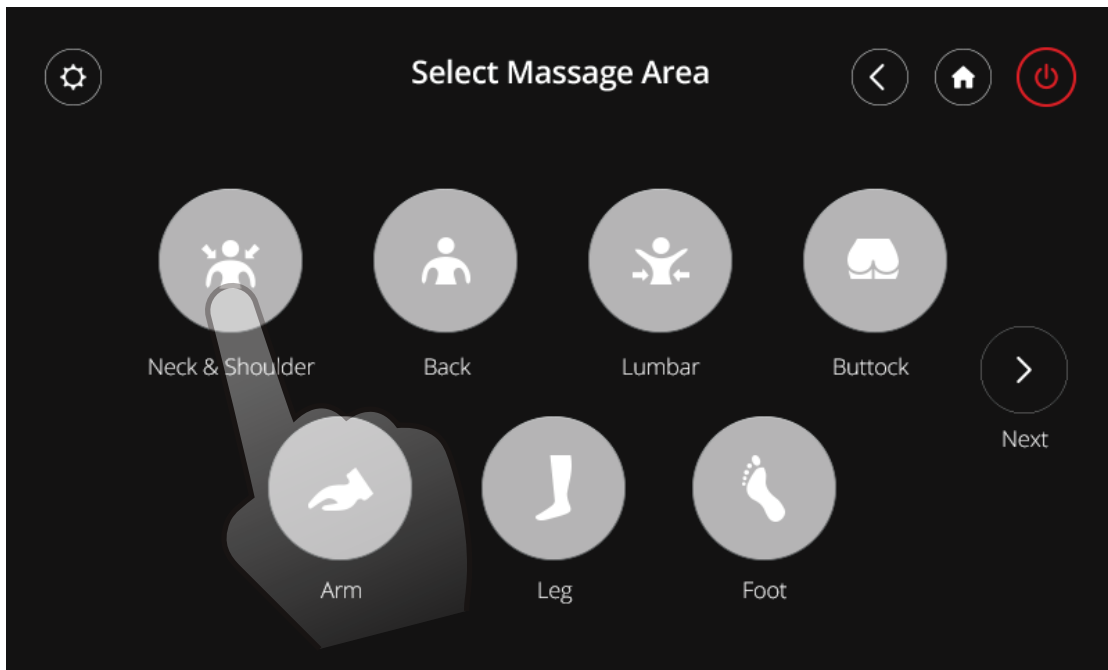 Select Massage Area
Neck & Shoulder
Back
Lumbar
Buttock
Next
Arm
Leg
Foot